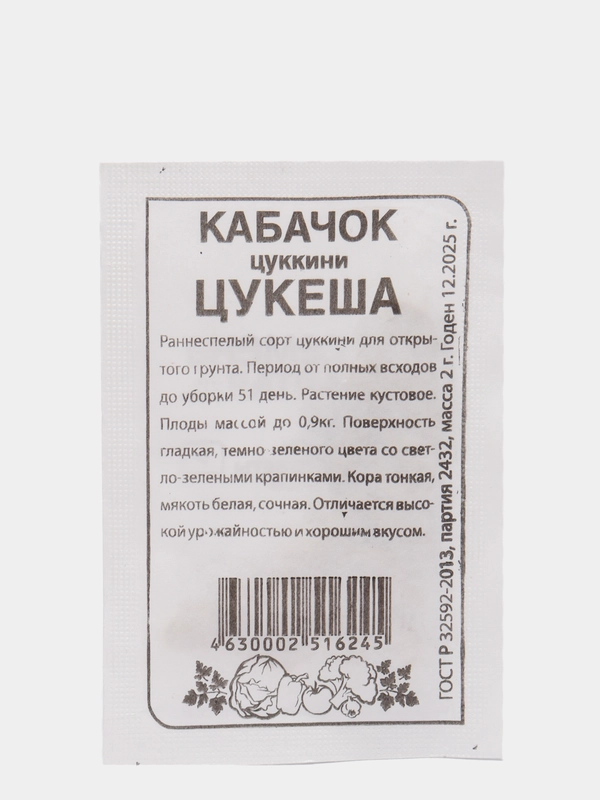 КАБАЧОК
цуккини
ЦУКЕША
Раннеспелый сорт цуккини для откры-
того грунта. Период от полных всходов
до уборки 51 день. Растение кустовое.
Плоды массой до 0,9кг. Поверхность
гладкая, темно зеленого цвета со свет-
ло-зелеными крапинками. Кора тонкая,
мякоть белая, сочная. Отличается высо-
кой урожайностью и хорошим вкусом.
4630002516245
ГОСТ Р 32592-2013, партия 2432, масса 2 г. Годен 12.2025 г.